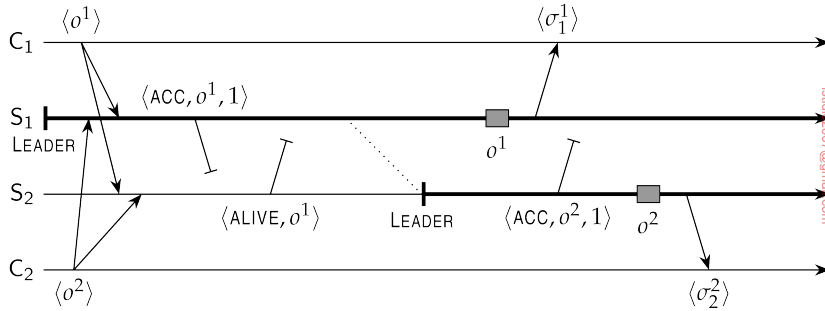 ⟨o¹⟩
⟨σ₁¹⟩
C₁
⟨ACC, o¹, 1⟩
S₁
LEADER
o¹
S₂
⟨ALIVE, o¹⟩
LEADER
⟨ACC, o², 1⟩
o²
C₂
⟨o²⟩
⟨σ₂²⟩